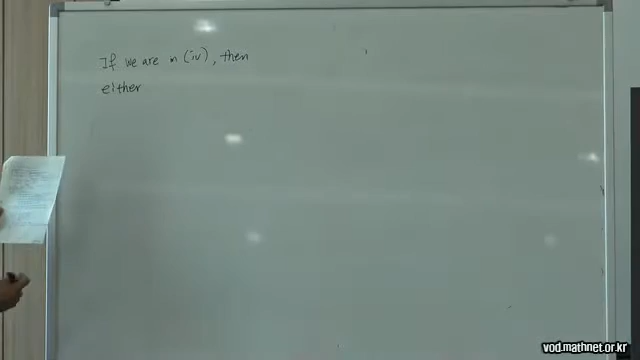 If we are in (iv), then
either
vod.mathnet.or.kr